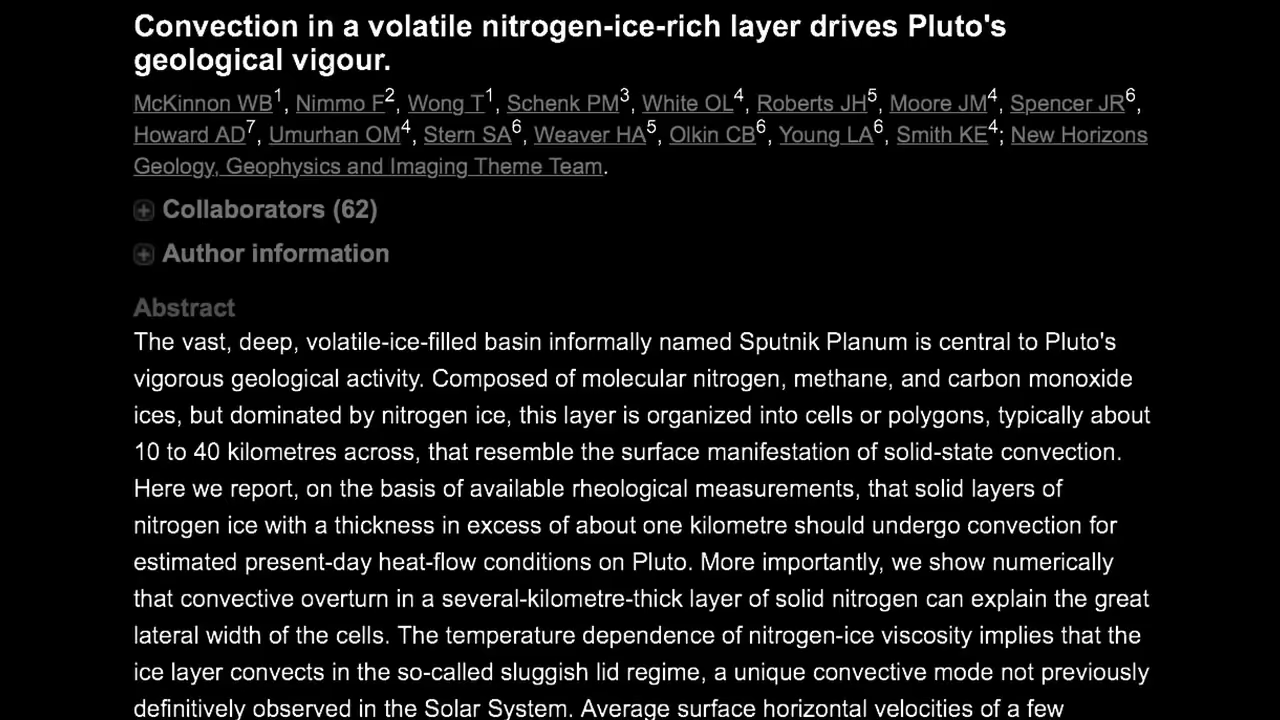 Convection in a volatile nitrogen-ice-rich layer drives Pluto's
geological vigour.
McKinnon WB1, Nimmo F2, Wong T1, Schenk PM3, White OL4, Roberts JH5, Moore JM4, Spencer JR6,
Howard AD7, Umurhan OM4, Stern SA6, Weaver HA5, Olkin CB6, Young LA6, Smith KE4; New Horizons
Geology, Geophysics and Imaging Theme Team.
Collaborators (62)
Author information
Abstract
The vast, deep, volatile-ice-filled basin informally named Sputnik Planum is central to Pluto's
vigorous geological activity. Composed of molecular nitrogen, methane, and carbon monoxide
ices, but dominated by nitrogen ice, this layer is organized into cells or polygons, typically about
10 to 40 kilometres across, that resemble the surface manifestation of solid-state convection.
Here we report, on the basis of available rheological measurements, that solid layers of
nitrogen ice with a thickness in excess of about one kilometre should undergo convection for
estimated present-day heat-flow conditions on Pluto. More importantly, we show numerically
that convective overturn in a several-kilometre-thick layer of solid nitrogen can explain the great
lateral width of the cells. The temperature dependence of nitrogen-ice viscosity implies that the
ice layer convects in the so-called sluggish lid regime, a unique convective mode not previously
definitively observed in the Solar System. Average surface horizontal velocities of a few